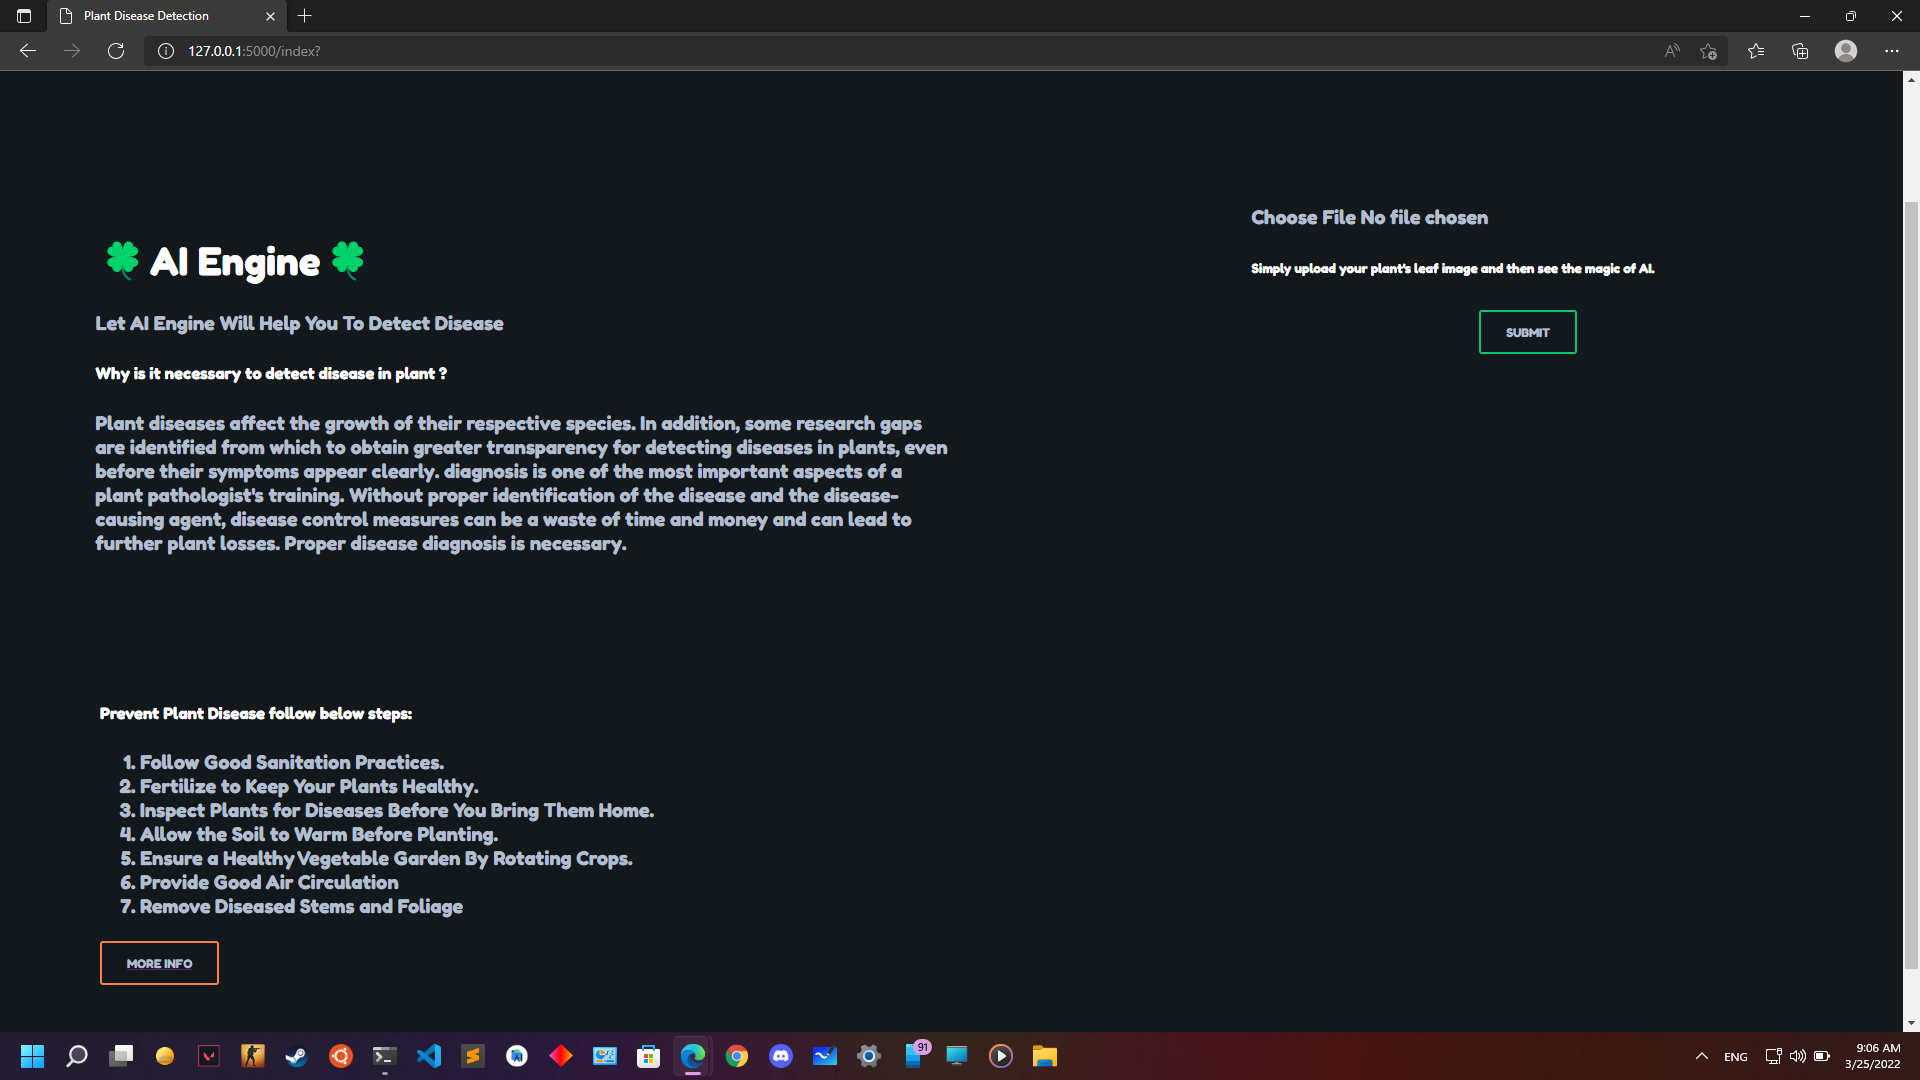 Plant Disease Detection
127.0.0.1:5000/index?
AI Engine
Let AI Engine Will Help You To Detect Disease
Why is it necessary to detect disease in plant ?
Plant diseases affect the growth of their respective species. In addition, some research gaps
are identified from which to obtain greater transparency for detecting diseases in plants, even
before their symptoms appear clearly. diagnosis is one of the most important aspects of a
plant pathologist's training. Without proper identification of the disease and the disease-
causing agent, disease control measures can be a waste of time and money and can lead to
further plant losses. Proper disease diagnosis is necessary.
Choose File No file chosen
Simply upload your plant's leaf image and then see the magic of AI.
SUBMIT
Prevent Plant Disease follow below steps:
1. Follow Good Sanitation Practices.
2. Fertilize to Keep Your Plants Healthy.
3. Inspect Plants for Diseases Before You Bring Them Home.
4. Allow the Soil to Warm Before Planting.
5. Ensure a Healthy Vegetable Garden By Rotating Crops.
6. Provide Good Air Circulation
7. Remove Diseased Stems and Foliage
MORE INFO
91
ENG
9:06 AM
3/25/2022